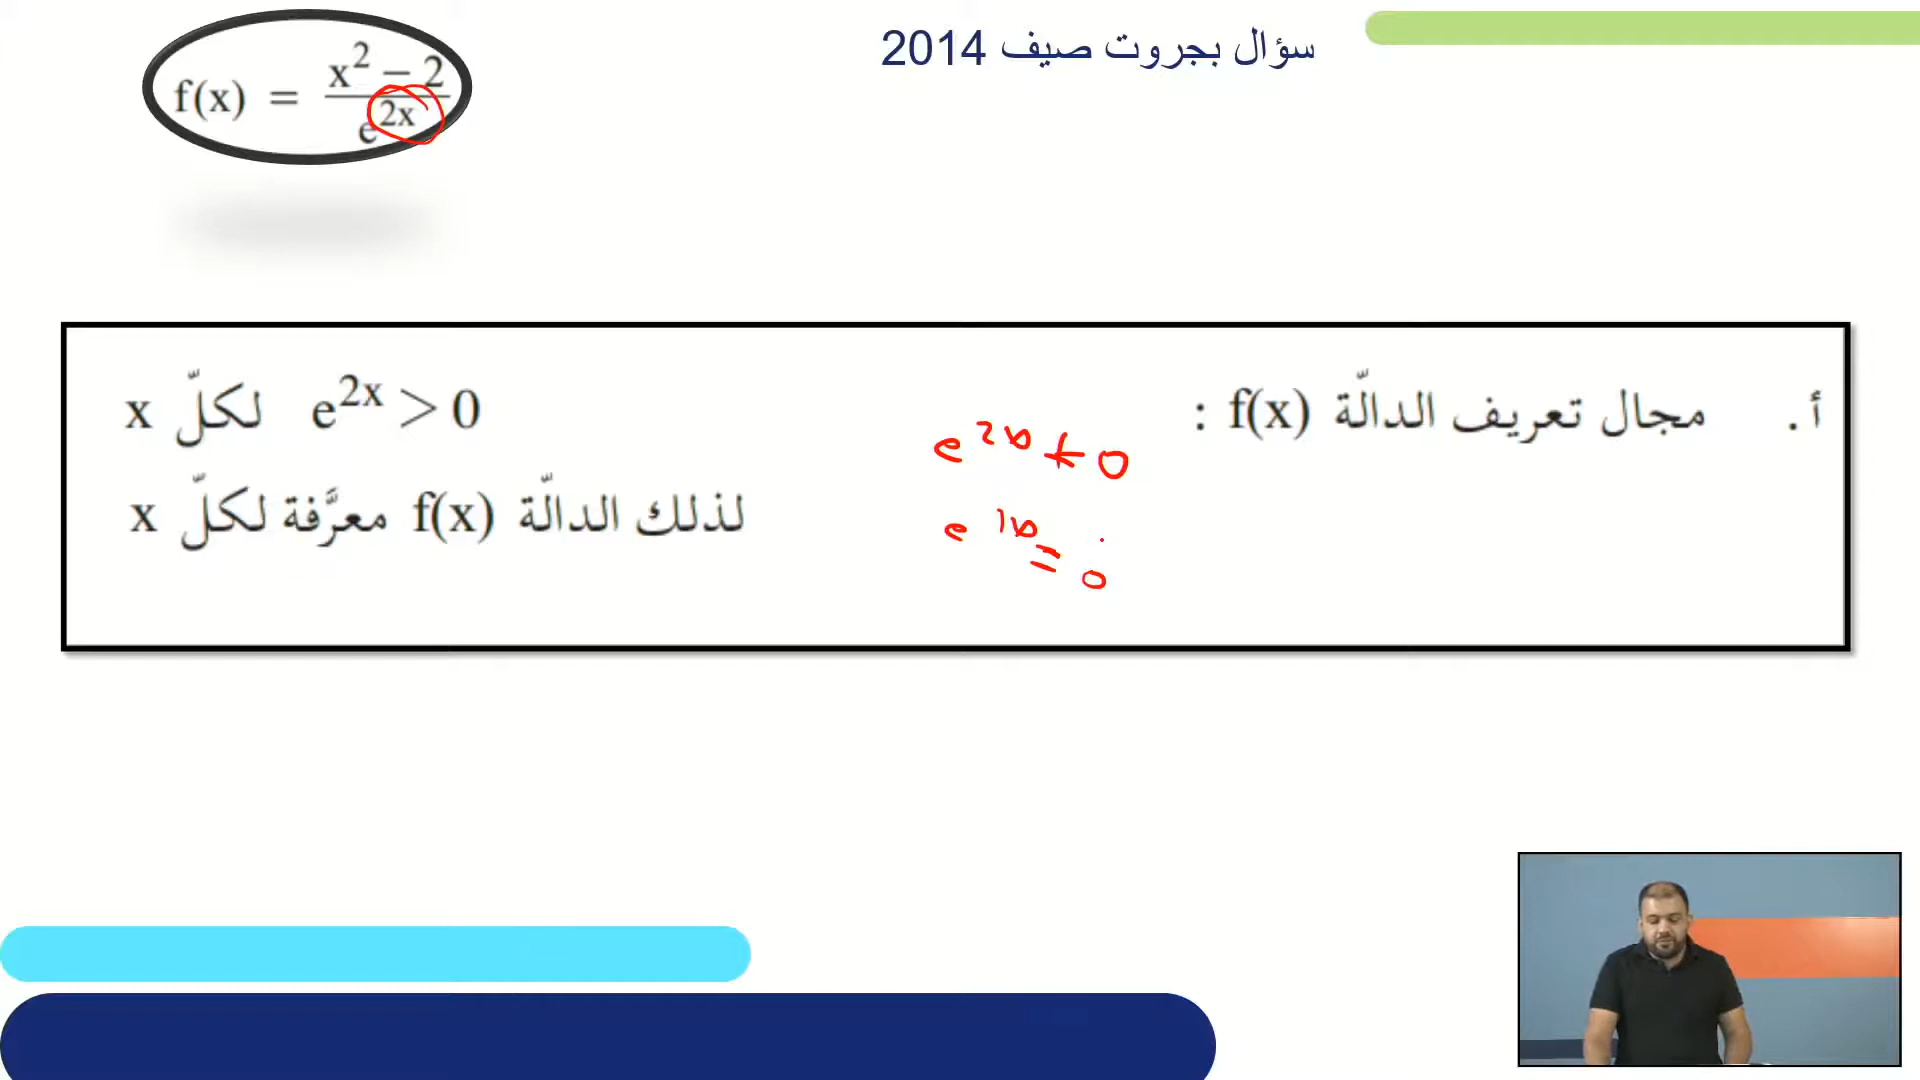 سؤال بجروت صيف 2014
f(x) = (x² − 2) / e^(2x)
أ. مجال تعريف الدالّة f(x) :
e^(2x) > 0 لكلّ x
لذلك الدالّة f(x) معرَّفة لكلّ x
e^(2x) ≠ 0
= 0